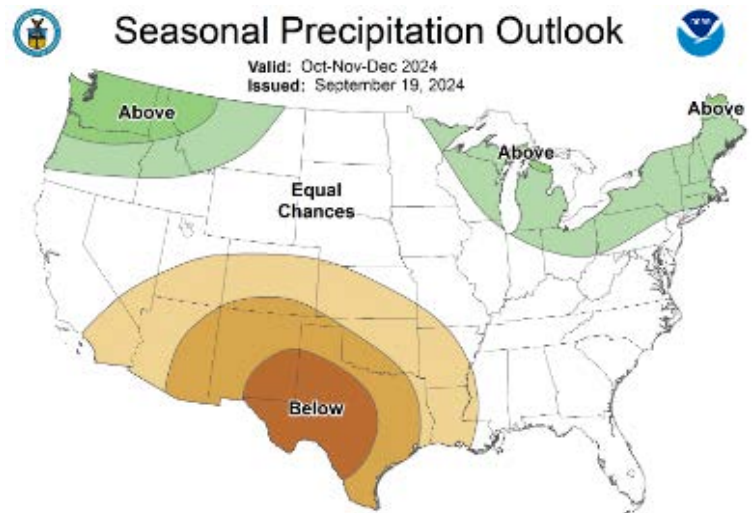 Seasonal Precipitation Outlook
Valid: Oct-Nov-Dec 2024
Issued: September 19, 2024
Above
Above
Above
Equal
Chances
Below